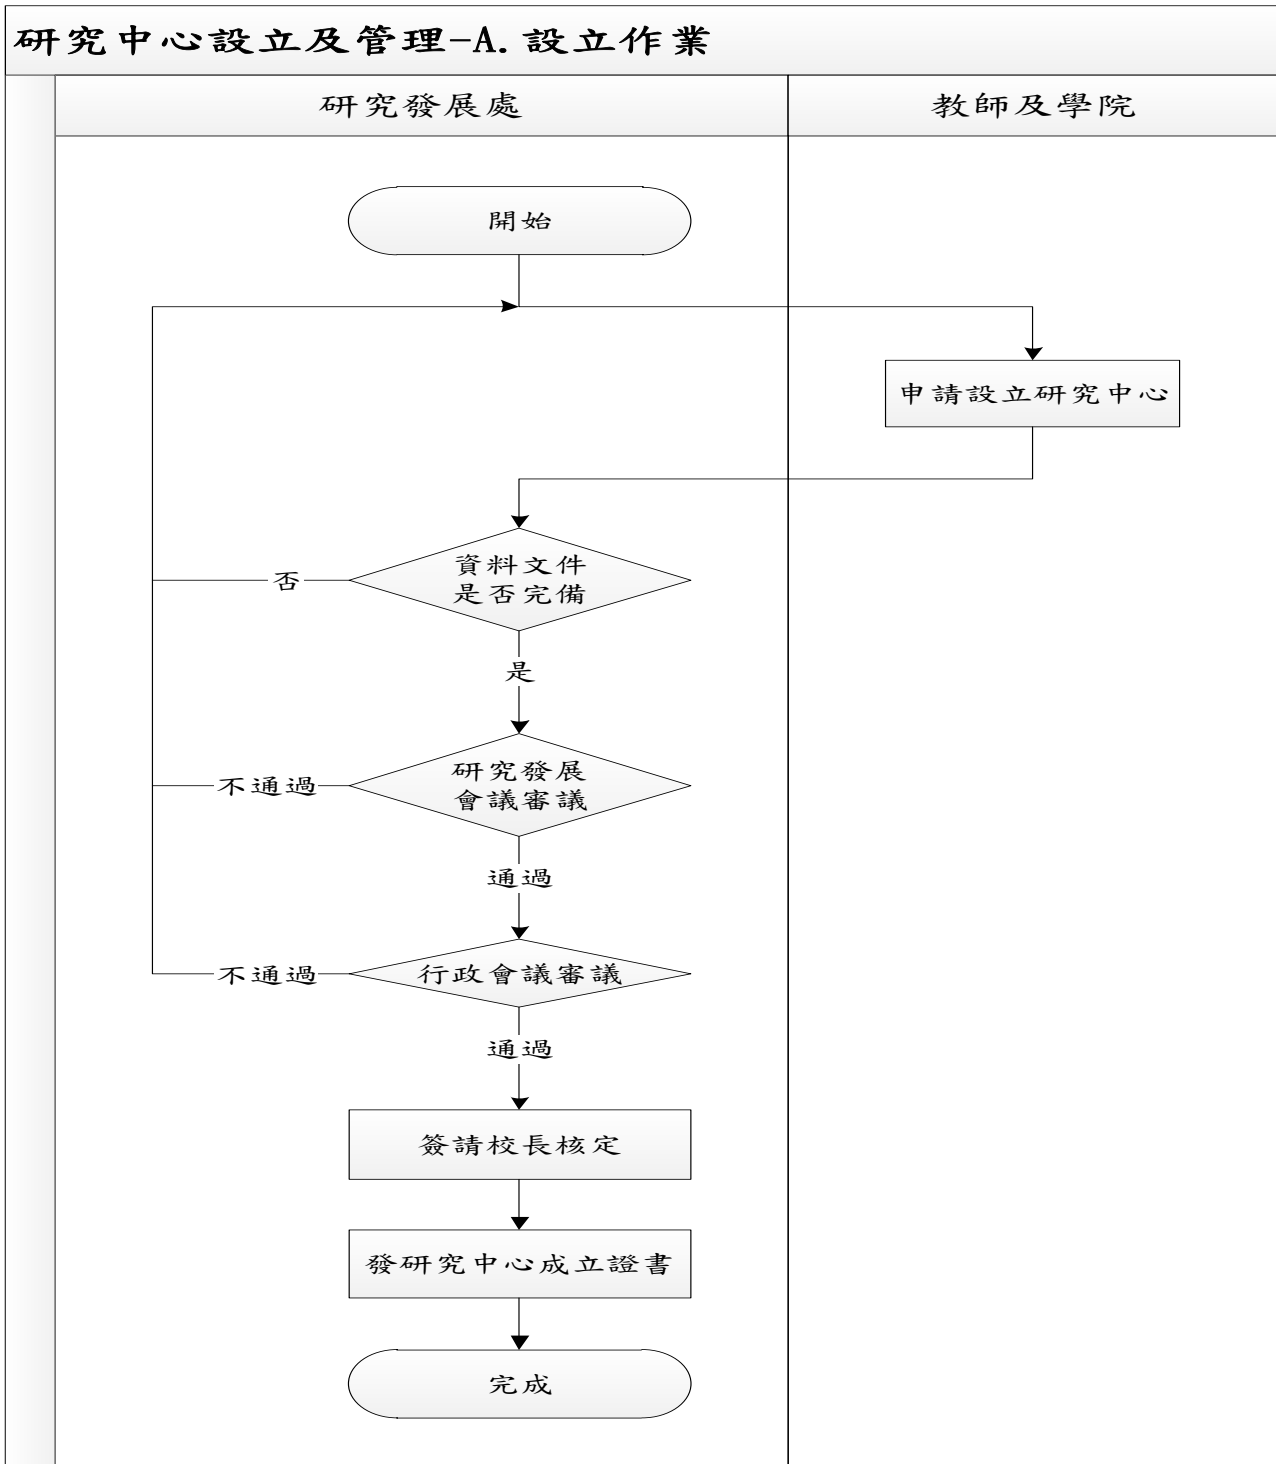 研究中心設立及管理-A.設立作業
研究發展處
教師及學院
開始
申請設立研究中心
資料文件
是否完備
否
是
研究發展
會議審議
不通過
通過
行政會議審議
不通過
通過
簽請校長核定
發研究中心成立證書
完成